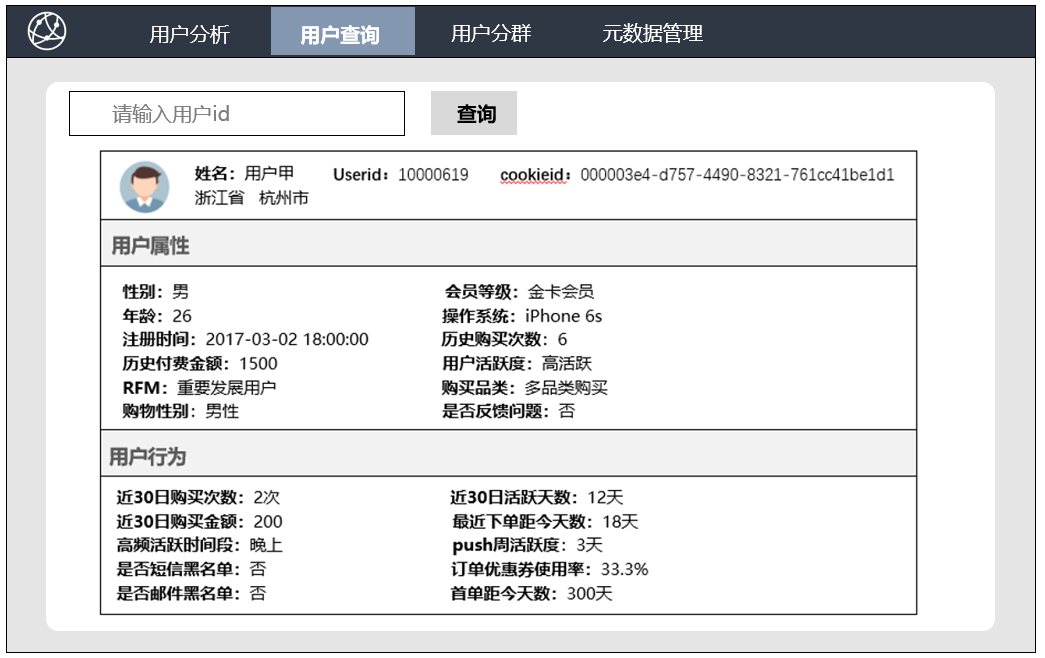 用户分析 用户查询 用户分群 元数据管理
请输入用户id 查询
姓名：用户甲 Userid：10000619 cookieid：000003e4-d757-4490-8321-761cc41be1d1
浙江省 杭州市
用户属性
性别：男 会员等级：金卡会员
年龄：26 操作系统：iPhone 6s
注册时间：2017-03-02 18:00:00 历史购买次数：6
历史付费金额：1500 用户活跃度：高活跃
RFM：重要发展用户 购买品类：多品类购买
购物性别：男性 是否反馈问题：否
用户行为
近30日购买次数：2次 近30日活跃天数：12天
近30日购买金额：200 最近下单距今天数：18天
高频活跃时间段：晚上 push周活跃度：3天
是否短信黑名单：否 订单优惠券使用率：33.3%
是否邮件黑名单：否 首单距今天数：300天